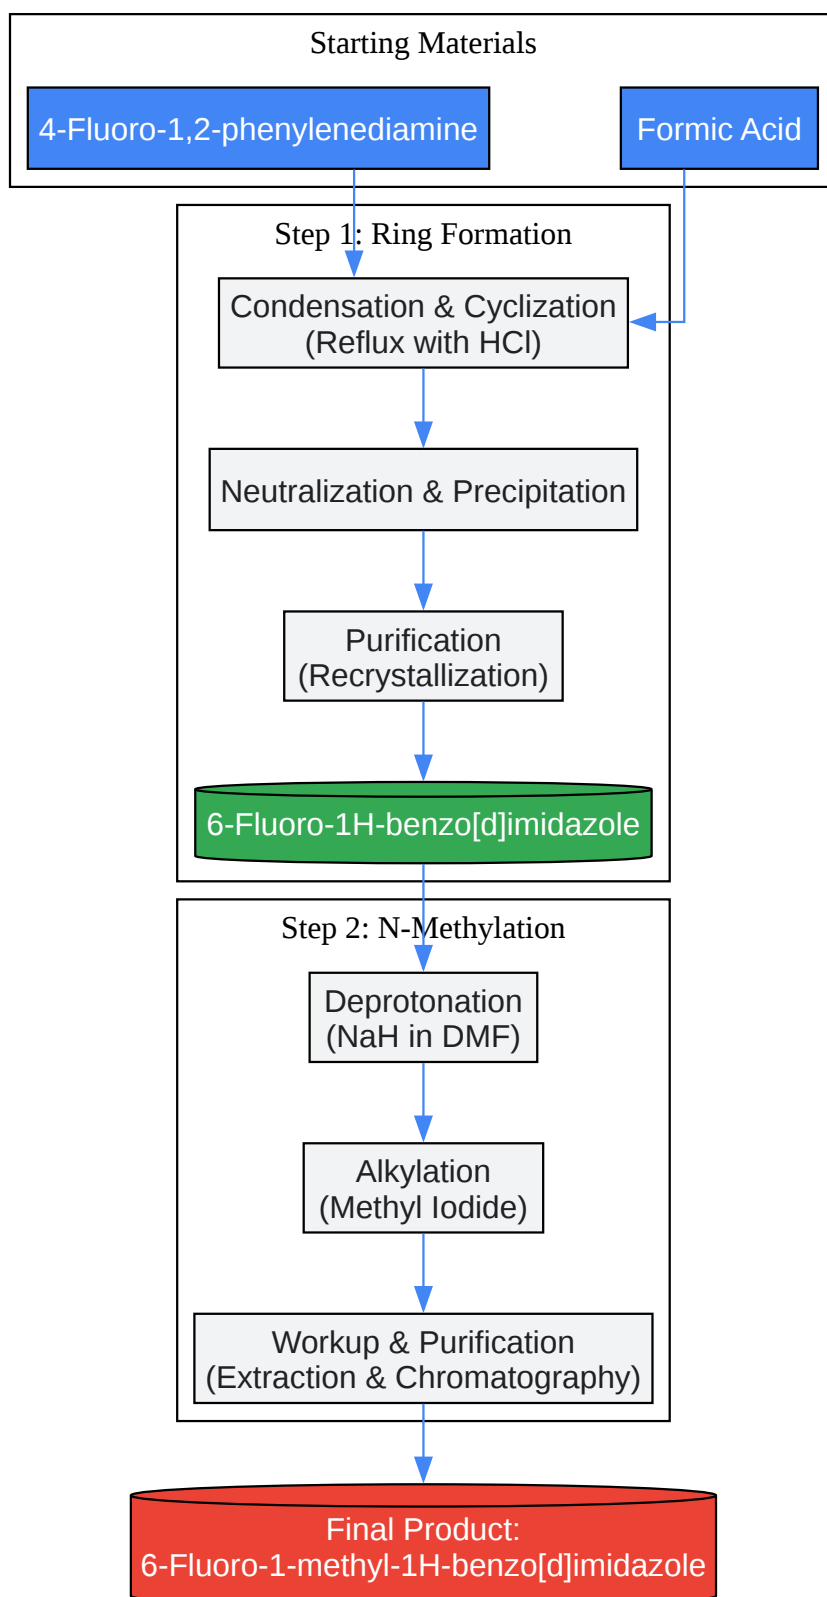 Starting Materials
4-Fluoro-1,2-phenylenediamine
Formic Acid
Step 1: Ring Formation
Condensation & Cyclization
(Reflux with HCl)
Neutralization & Precipitation
Purification
(Recrystallization)
6-Fluoro-1H-benzo[d]imidazole
Step 2: N-Methylation
Deprotonation
(NaH in DMF)
Alkylation
(Methyl Iodide)
Workup & Purification
(Extraction & Chromatography)
Final Product:
6-Fluoro-1-methyl-1H-benzo[d]imidazole